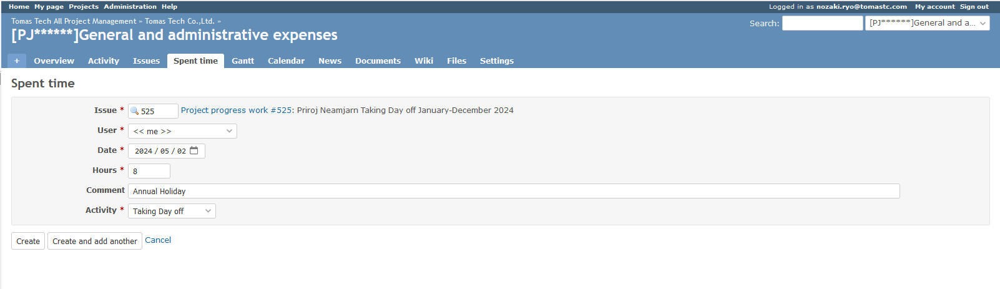 Home My page Projects Administration Help Logged in as nozaki.ryo@tomastc.com My account Sign out
Tomas Tech All Project Management » Tomas Tech Co.,Ltd. »
Search: [PJ******]General and a...
[PJ******]General and administrative expenses
+ Overview Activity Issues Spent time Gantt Calendar News Documents Wiki Files Settings
Spent time
Issue * 525 Project progress work #525: Priroj Neamjarn Taking Day off January-December 2024
User * << me >>
Date * 2024/05/02
Hours * 8
Comment Annual Holiday
Activity * Taking Day off
Create Create and add another Cancel